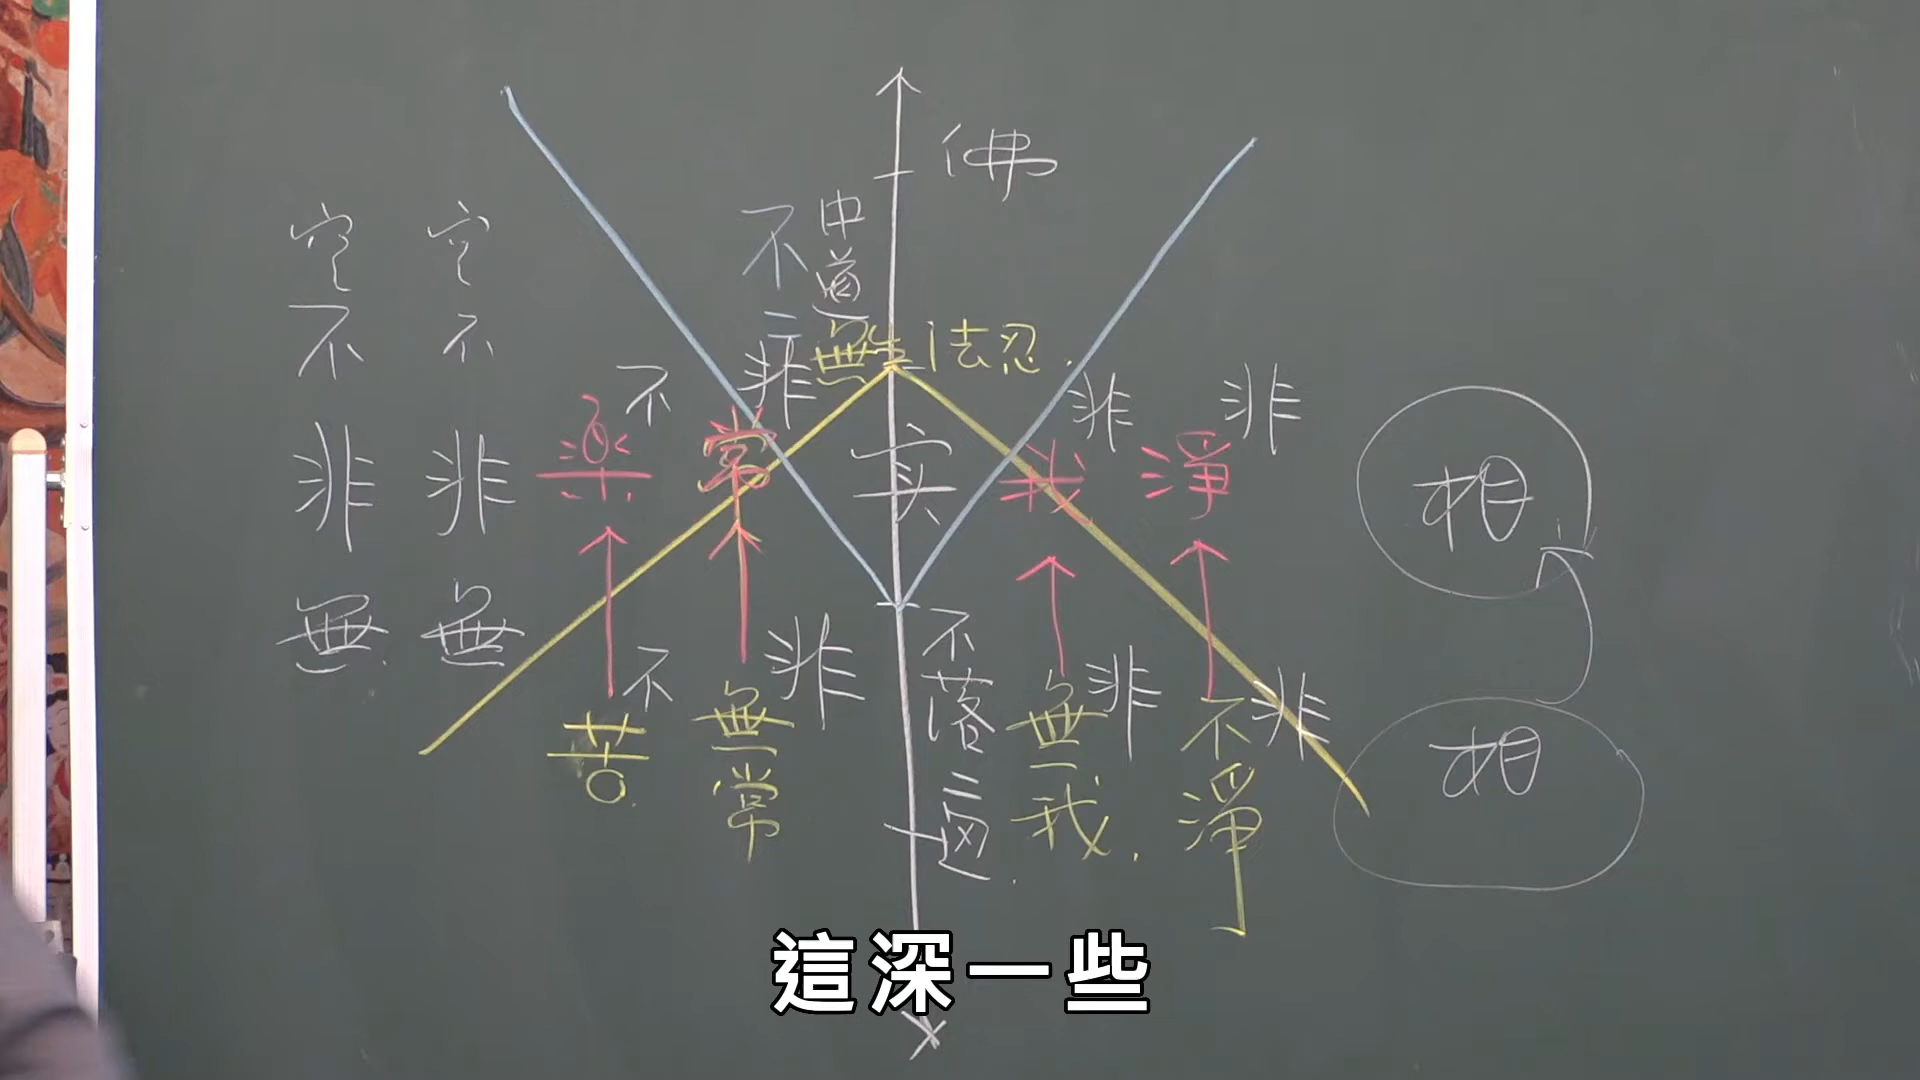 佛
中道
不二
無生法忍
空不非無
空不非無
不 非 非 非
樂 常 实 我 淨
相
不 非 非 非
苦 無常 無我 不淨
不落二邊
相
這深一些